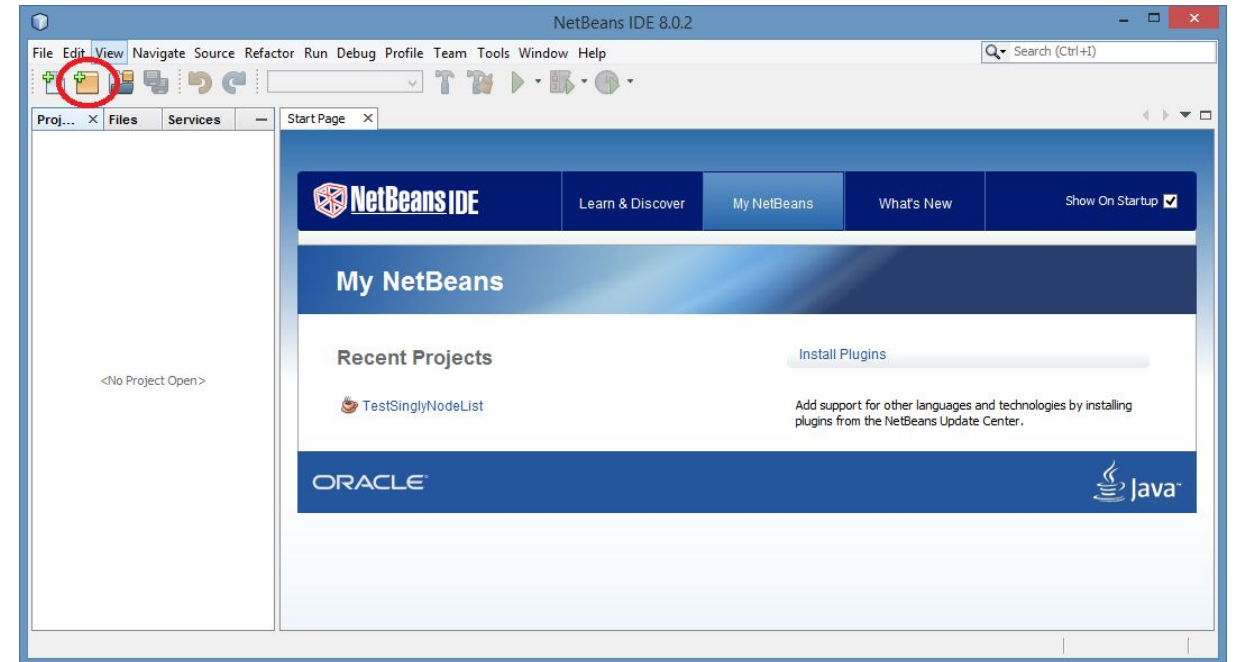 NetBeans IDE 8.0.2
File Edit View Navigate Source Refactor Run Debug Profile Team Tools Window Help
Search (Ctrl+I)
Proj... Files Services
Start Page
NetBeans IDE
Learn & Discover
My NetBeans
What's New
Show On Startup
My NetBeans
Recent Projects
Install Plugins
<No Project Open>
TestSinglyNodeList
Add support for other languages and technologies by installing
plugins from the NetBeans Update Center.
ORACLE
Java